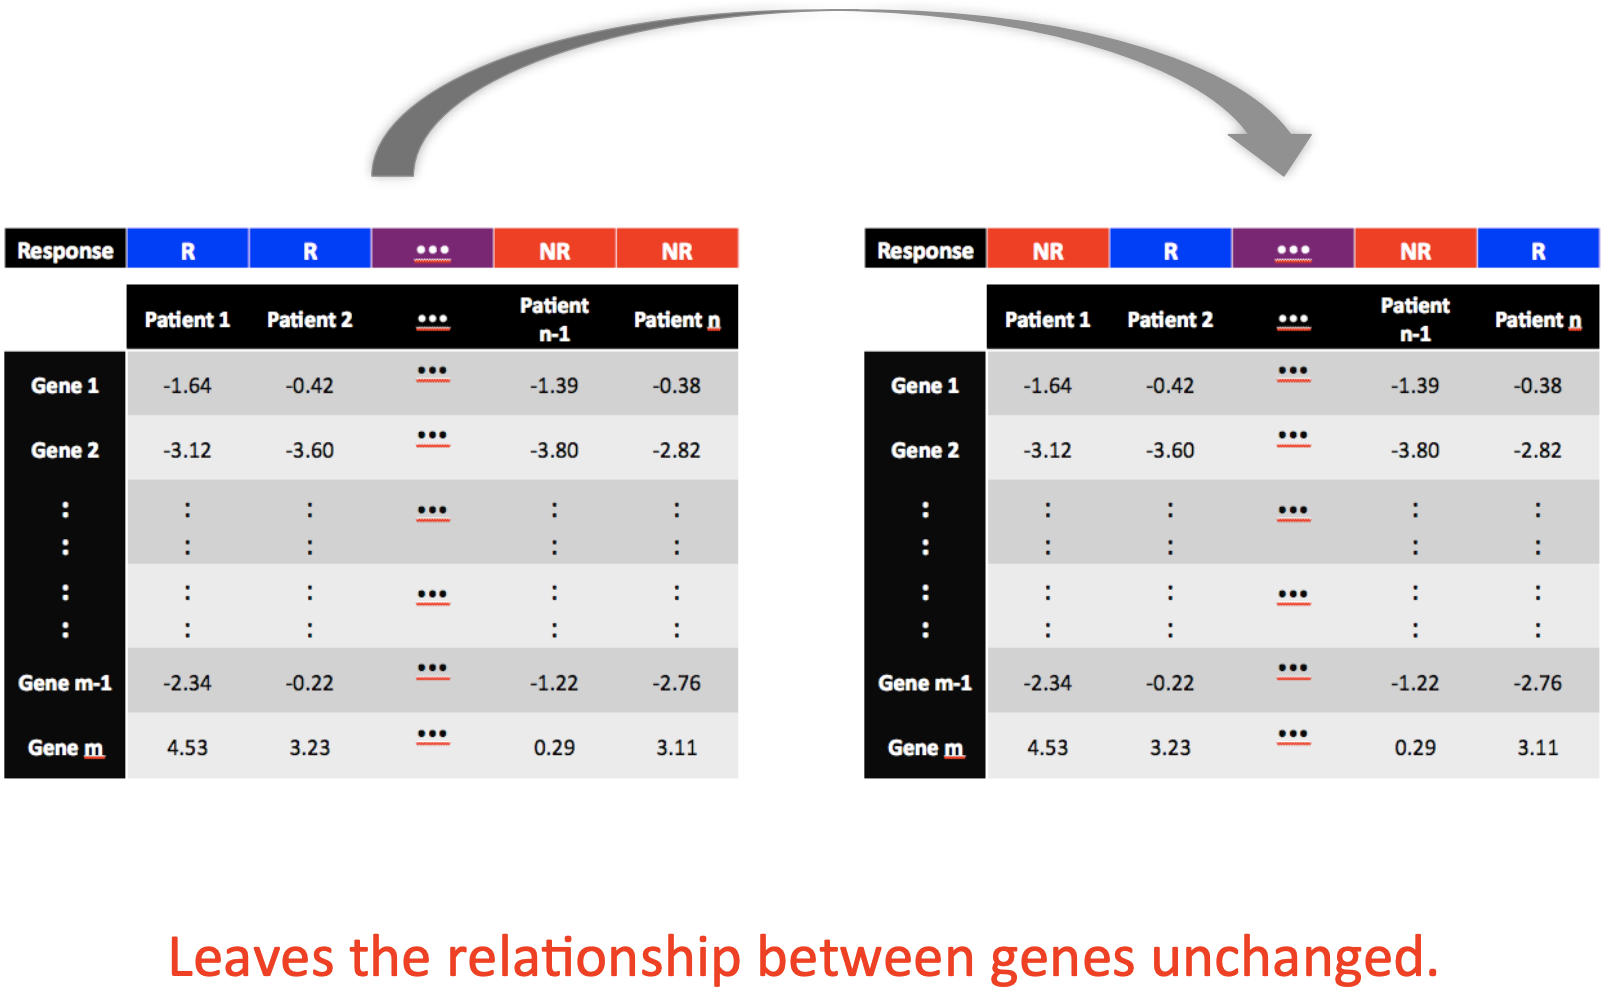 Response R R ... NR NR
Patient 1 Patient 2 ... Patient n-1 Patient n
Gene 1 -1.64 -0.42 ... -1.39 -0.38
Gene 2 -3.12 -3.60 ... -3.80 -2.82
: : : ... : :
: : : : :
: : : ... : :
: : : : :
Gene m-1 -2.34 -0.22 ... -1.22 -2.76
Gene m 4.53 3.23 ... 0.29 3.11
Response NR R ... NR R
Patient 1 Patient 2 ... Patient n-1 Patient n
Gene 1 -1.64 -0.42 ... -1.39 -0.38
Gene 2 -3.12 -3.60 ... -3.80 -2.82
: : : ... : :
: : : : :
: : : ... : :
: : : : :
Gene m-1 -2.34 -0.22 ... -1.22 -2.76
Gene m 4.53 3.23 ... 0.29 3.11
Leaves the relationship between genes unchanged.